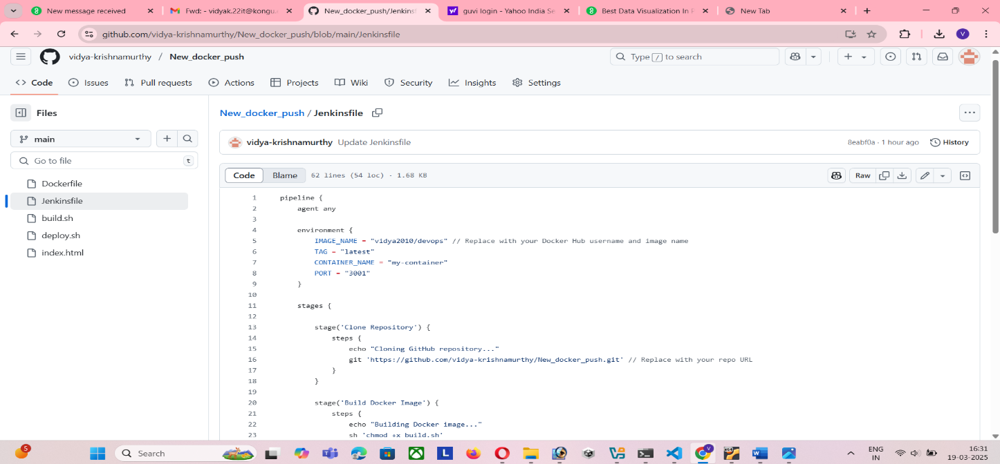 New message received
Fwd: - vidyak.22it@kongu.
New_docker_push/Jenkinsf
guvi login - Yahoo India Se
Best Data Visualization In P
New Tab
github.com/vidya-krishnamurthy/New_docker_push/blob/main/Jenkinsfile
V
vidya-krishnamurthy / New_docker_push
Type / to search
Code
Issues
Pull requests
Actions
Projects
Wiki
Security
Insights
Settings
Files
main
Go to file
t
Dockerfile
Jenkinsfile
build.sh
deploy.sh
index.html
New_docker_push / Jenkinsfile
vidya-krishnamurthy Update Jenkinsfile
8eabf0a · 1 hour ago
History
Code
Blame
62 lines (54 loc) · 1.68 KB
Raw
1 pipeline {
2 agent any
3
4 environment {
5 IMAGE_NAME = "vidya2010/devops" // Replace with your Docker Hub username and image name
6 TAG = "latest"
7 CONTAINER_NAME = "my-container"
8 PORT = "3001"
9 }
10
11 stages {
12
13 stage('Clone Repository') {
14 steps {
15 echo "Cloning GitHub repository..."
16 git 'https://github.com/vidya-krishnamurthy/New_docker_push.git' // Replace with your repo URL
17 }
18 }
19
20 stage('Build Docker Image') {
21 steps {
22 echo "Building Docker image..."
23 sh 'chmod +x build.sh'
5
Search
ENG
IN
16:31
19-03-2025